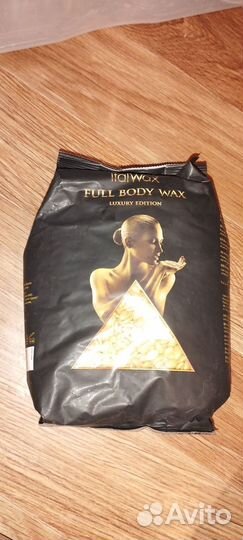 ItalWax
FULL BODY WAX
LUXURY EDITION
Avito